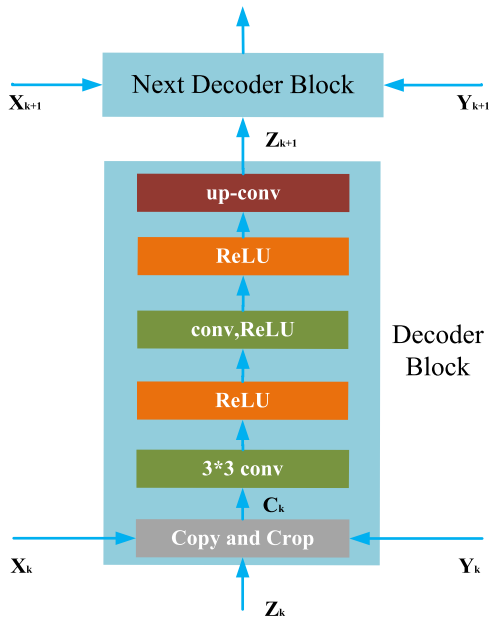 Next Decoder Block
Xk+1
Yk+1
Zk+1
up-conv
ReLU
conv,ReLU
Decoder
Block
ReLU
3*3 conv
Ck
Copy and Crop
Xk
Yk
Zk